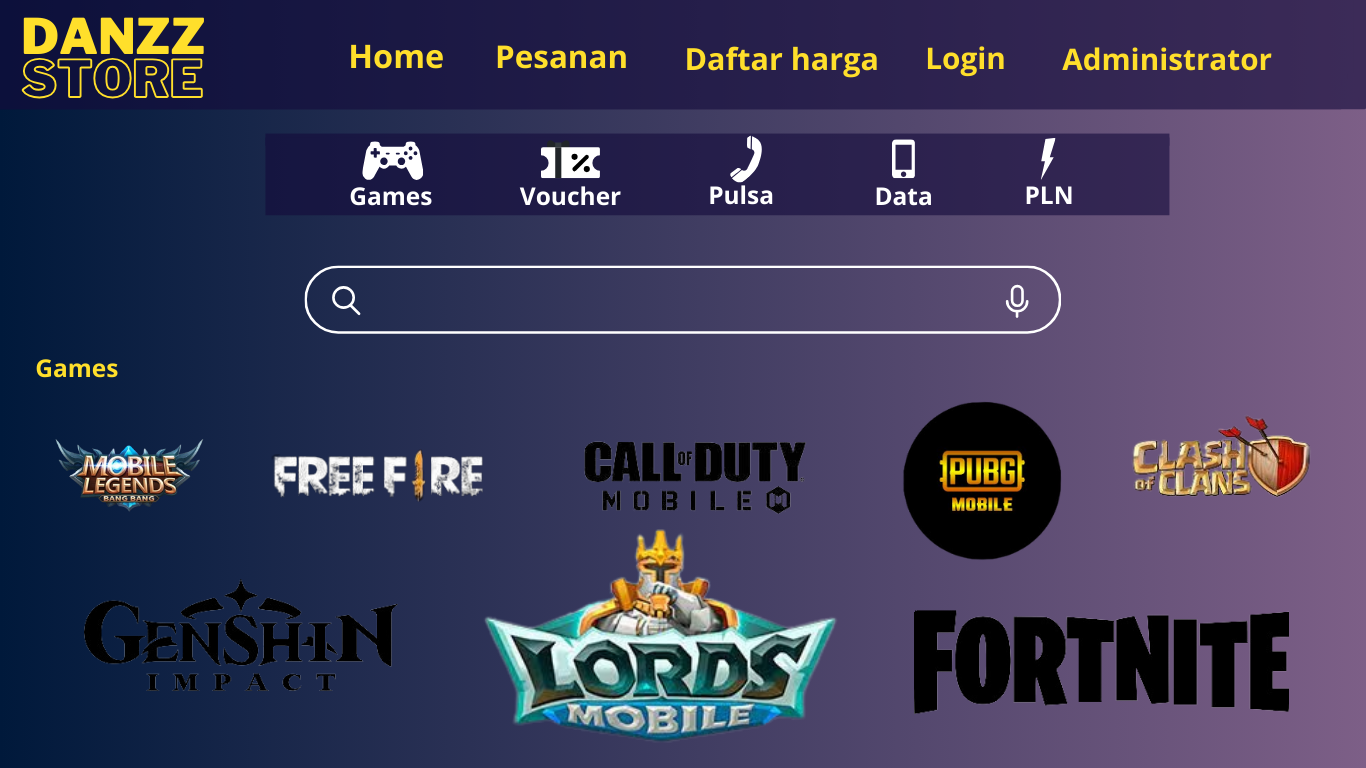 DANZZ
STORE
Home Pesanan Daftar harga Login Administrator
Games Voucher Pulsa Data PLN
Games
MOBILE
LEGENDS
BANG BANG
FREE FIRE
CALL OF DUTY
MOBILE
PUBG
MOBILE
CLASH
OF CLANS
GENSHIN
IMPACT
LORDS
MOBILE
FORTNITE